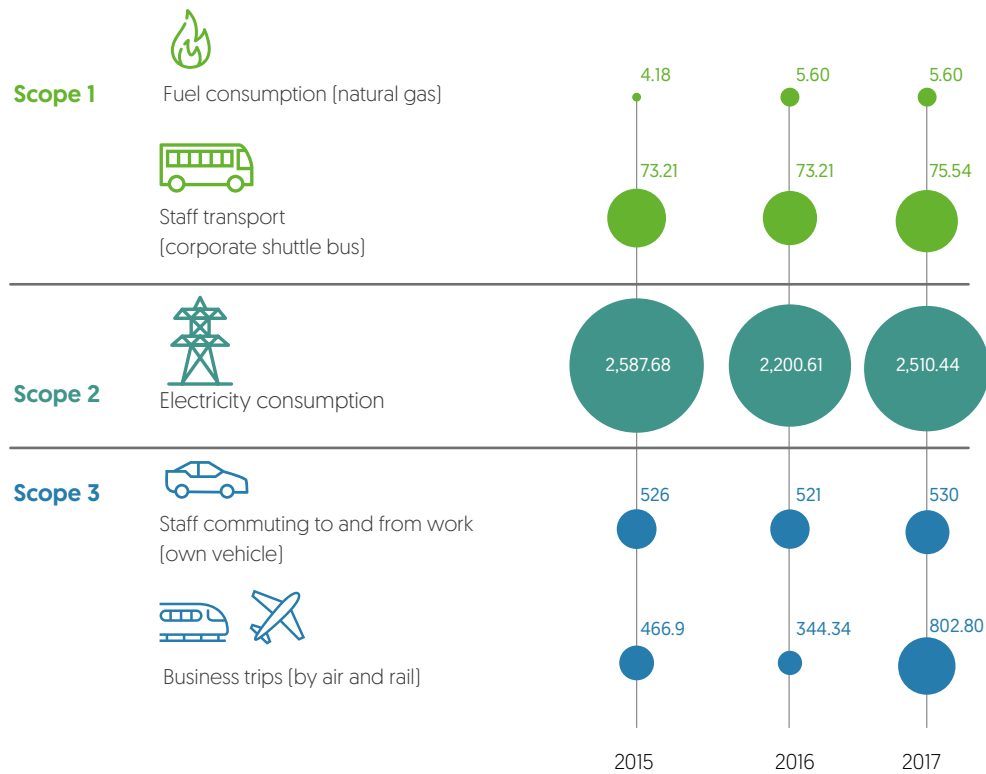 Scope 1
Fuel consumption (natural gas)
4.18
5.60
5.60
Staff transport
(corporate shuttle bus)
73.21
73.21
75.54
Scope 2
Electricity consumption
2,587.68
2,200.61
2,510.44
Scope 3
Staff commuting to and from work
(own vehicle)
526
521
530
Business trips (by air and rail)
466.9
344.34
802.80
2015
2016
2017